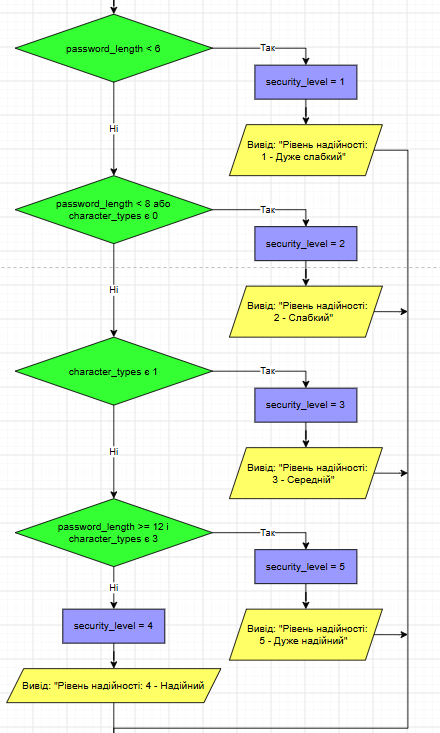 password_length < 6
Так
security_level = 1
Вивід: "Рівень надійності:
1 - Дуже слабкий"
Ні
password_length < 8 або
character_types є 0
Так
security_level = 2
Вивід: "Рівень надійності:
2 - Слабкий"
Ні
character_types є 1
Так
security_level = 3
Вивід: "Рівень надійності:
3 - Середній"
Ні
password_length >= 12 і
character_types є 3
Так
security_level = 5
Вивід: "Рівень надійності:
5 - Дуже надійний"
Ні
security_level = 4
Вивід: "Рівень надійності: 4 - Надійний